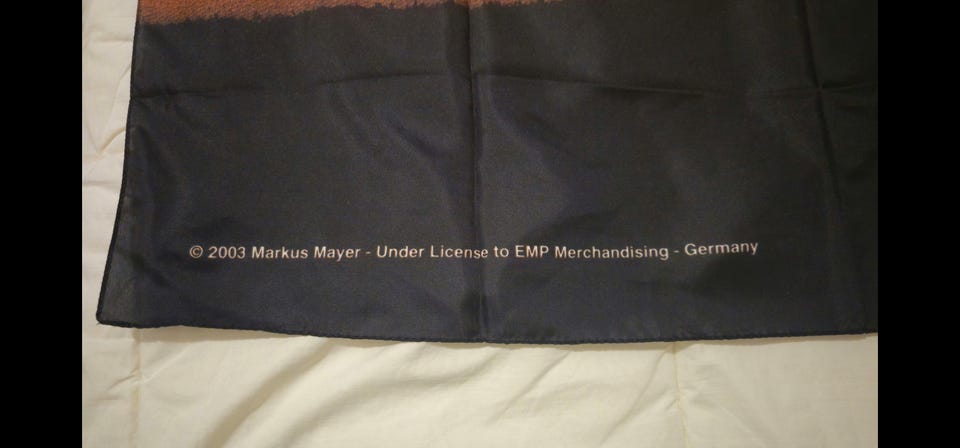 © 2003 Markus Mayer - Under License to EMP Merchandising - Germany